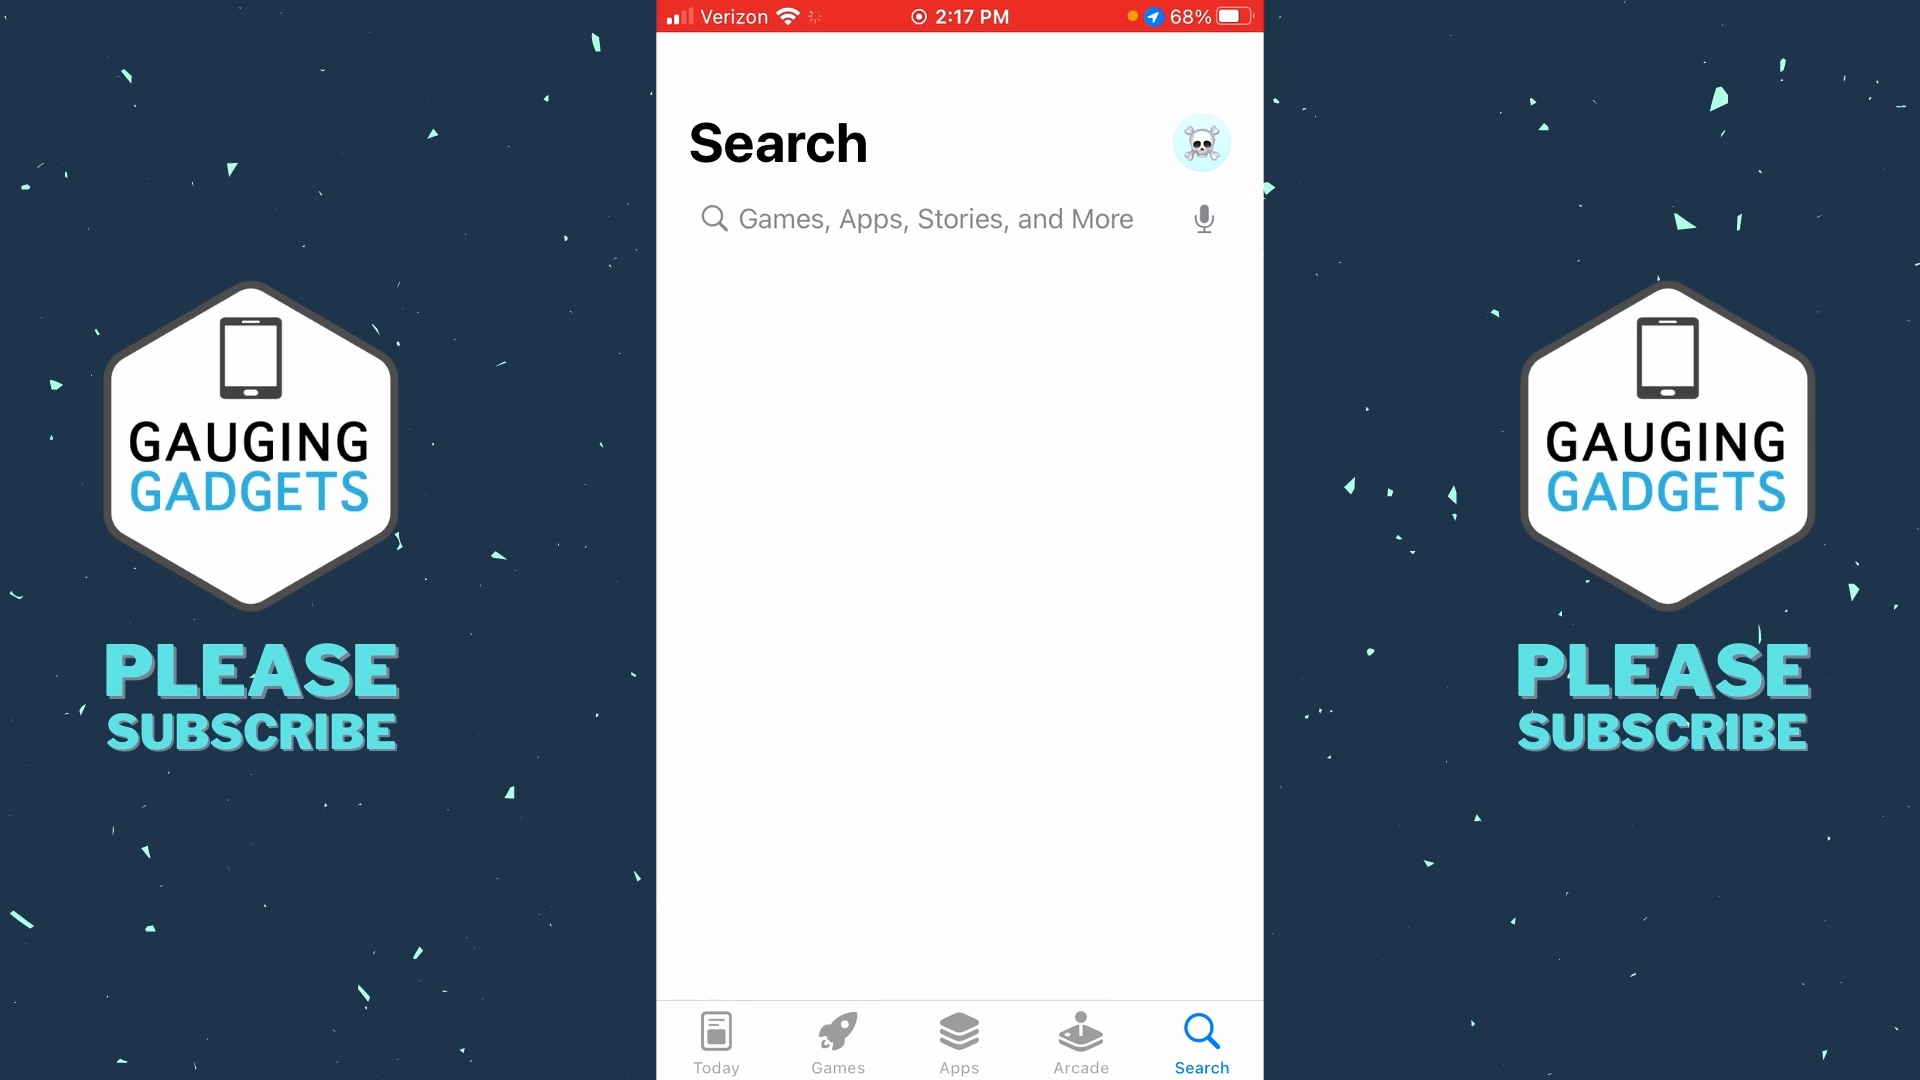 Verizon 2:17 PM 68%
Search
Games, Apps, Stories, and More
GAUGING
GADGETS
PLEASE
SUBSCRIBE
GAUGING
GADGETS
PLEASE
SUBSCRIBE
Today Games Apps Arcade Search